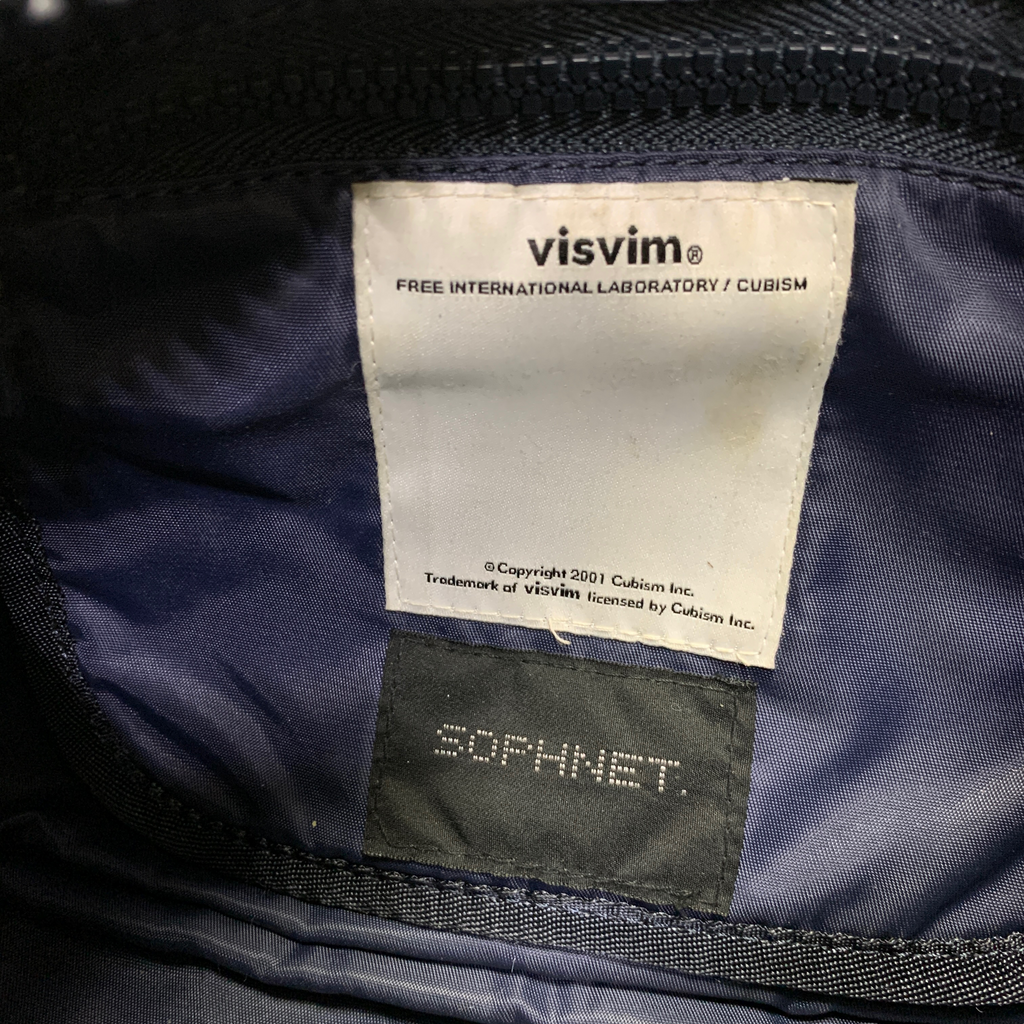 visvim®
FREE INTERNATIONAL LABORATORY / CUBISM
©Copyright 2001 Cubism Inc.
Trademark of visvim licensed by Cubism Inc.
SOPHNET.